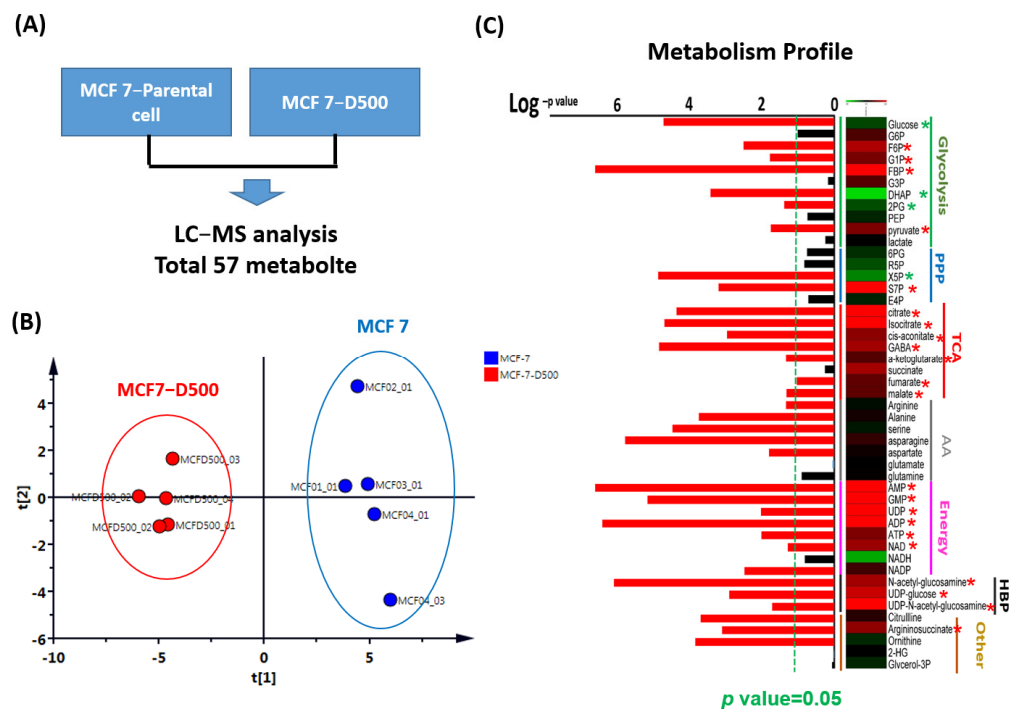 (A)
MCF 7–Parental
cell
MCF 7–D500
LC–MS analysis
Total 57 metabolte
(B)
MCF 7
MCF-7
MCF-7-D500
MCF7–D500
t[2]
4
2
0
-2
-4
-6
-10
-5
0
5
t[1]
MCF02_01
MCF01_01
MCF03_01
MCF04_01
MCF04_03
MCFD500_03
MCFD500_02
MCFD500_04
MCFD500_02
MCFD500_01
(C)
Metabolism Profile
Log –p value
6
4
2
0
Glucose *
G6P
F6P *
G1P *
FBP *
G3P
DHAP *
2PG *
PEP
pyruvate *
lactate
Glycolysis
6PG
R5P
X5P *
S7P *
E4P
PPP
citrate *
Isocitrate *
cis-aconitate *
GABA *
a-ketoglutarate *
succinate
fumarate *
malate *
TCA
Arginine
Alanine
serine
asparagine
aspartate
glutamate
glutamine
AA
AMP *
GMP *
UDP *
ADP *
ATP *
NAD *
NADH
NADP
Energy
N-acetyl-glucosamine *
UDP-glucose *
UDP-N-acetyl-glucosamine *
HBP
Citrulline
Argininosuccinate *
Ornithine
2-HG
Glycerol-3P
Other
p value=0.05